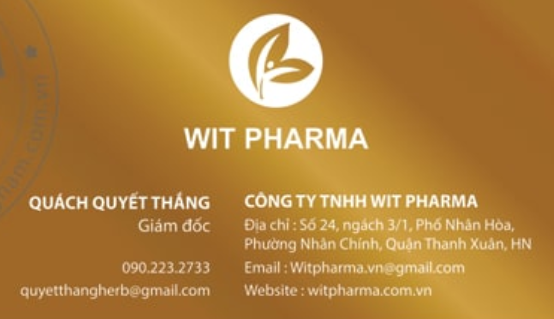 WIT PHARMA
QUÁCH QUYẾT THẮNG
Giám đốc
090.223.2733
quyetthangherb@gmail.com
CÔNG TY TNHH WIT PHARMA
Địa chỉ : Số 24, ngách 3/1, Phố Nhân Hòa,
Phường Nhân Chính, Quận Thanh Xuân, HN
Email : Witpharma.vn@gmail.com
Website : witpharma.com.vn